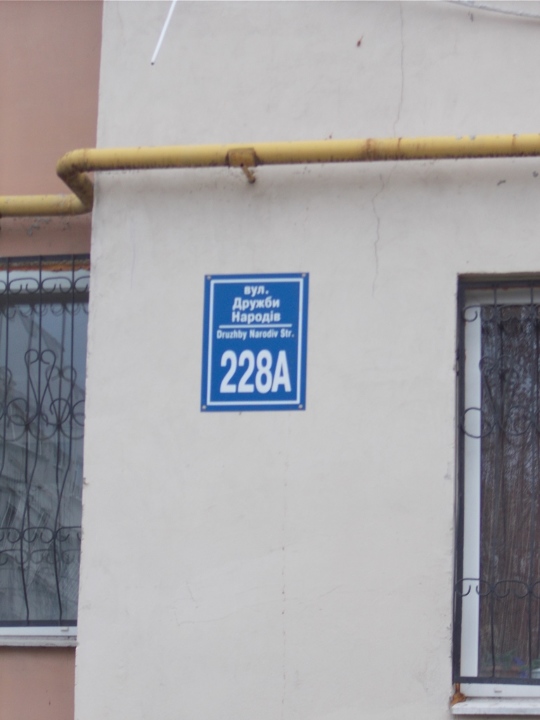 вул.
Дружби
Народів
Druzhby Narodiv Str.
228А